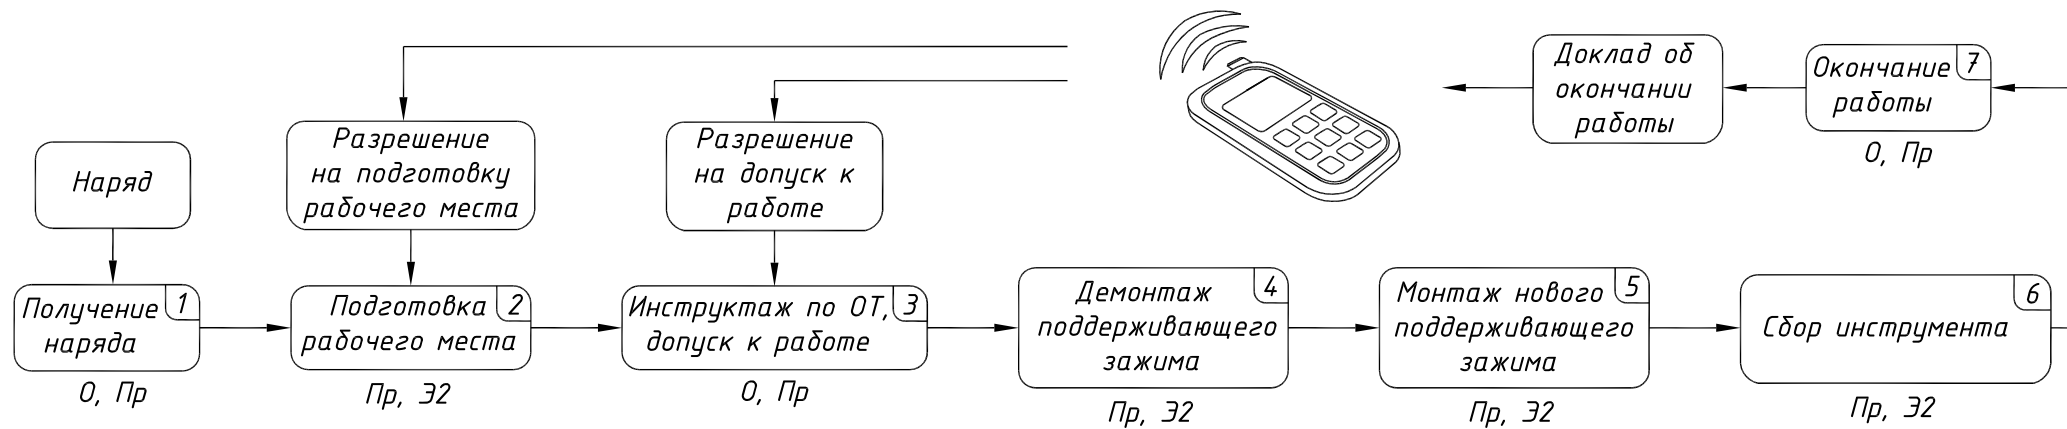 Наряд
Разрешение
на подготовку
рабочего места
Разрешение
на допуск к
работе
Доклад об
окончании
работы
Окончание
работы
7
О, Пр
Получение
наряда
1
О, Пр
Подготовка
рабочего места
2
Пр, Э2
Инструктаж по ОТ,
допуск к работе
3
О, Пр
Демонтаж
поддерживающего
зажима
4
Пр, Э2
Монтаж нового
поддерживающего
зажима
5
Пр, Э2
Сбор инструмента
6
Пр, Э2